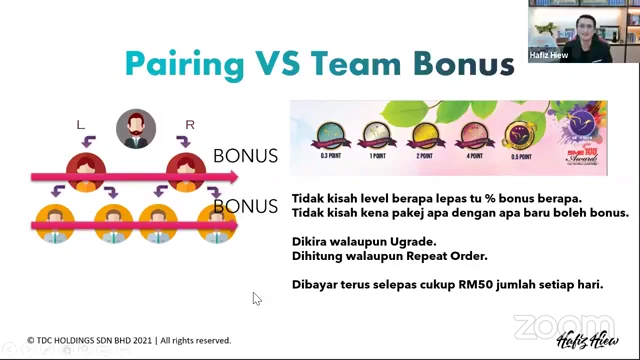 Hafiz Hiew
Pairing VS Team Bonus
L
R
BONUS
BONUS
0.3 POINT
1 POINT
2 POINT
4 POINT
0.5 POINT
SME100
Awards
Tidak kisah level berapa lepas tu % bonus berapa.
Tidak kisah kena pakej apa dengan apa baru boleh bonus.
Dikira walaupun Ugrade.
Dihitung walaupun Repeat Order.
Dibayar terus selepas cukup RM50 jumlah setiap hari.
© TDC HOLDINGS SDN BHD 2021 | All rights reserved.
zoom
Hafiz Hiew